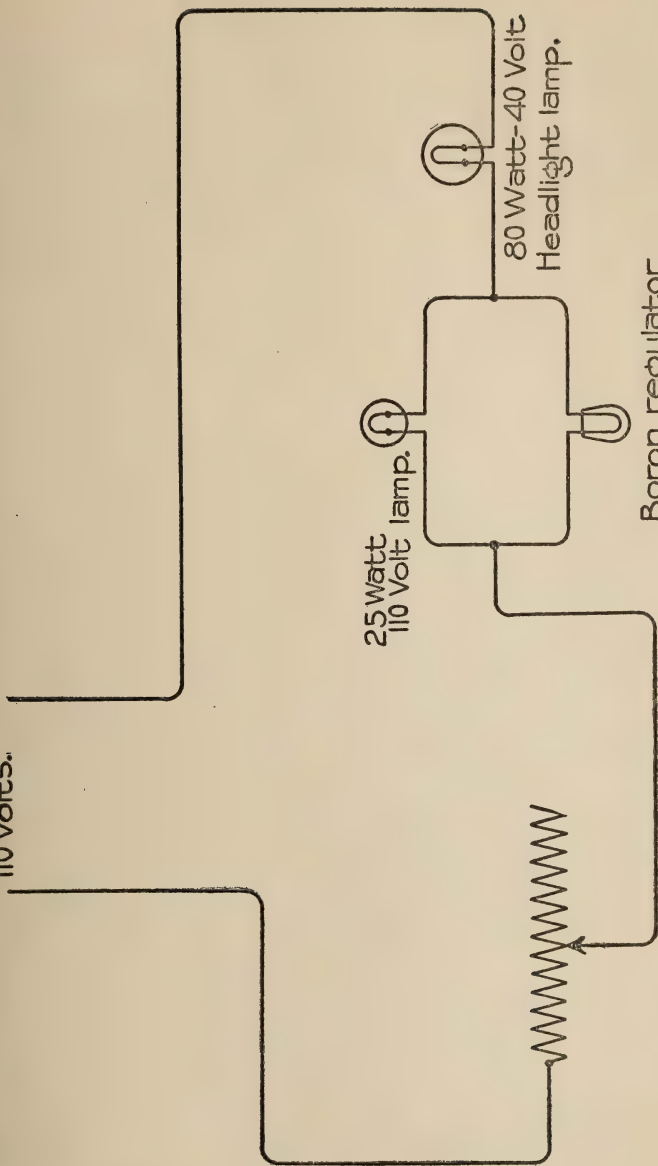 110 Volts.
25 Watt
110 Volt lamp.
80 Watt-40 Volt
Headlight lamp.
Boron regulator